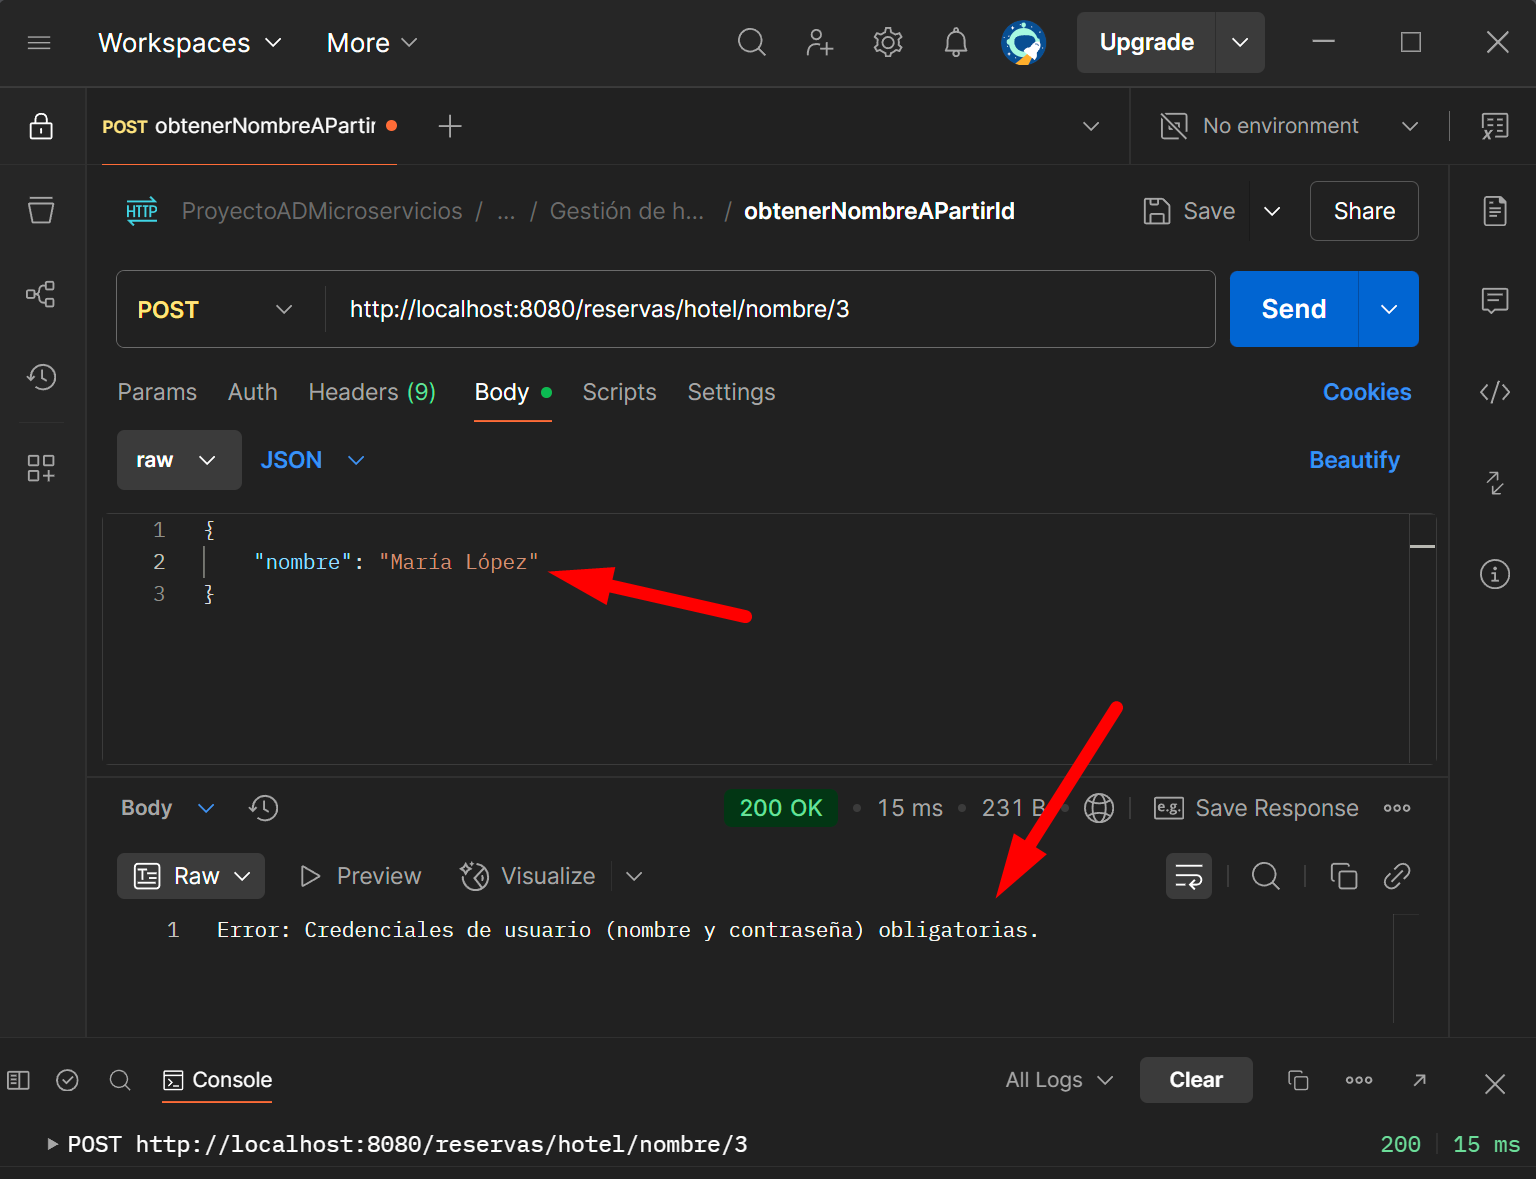 Workspaces More Upgrade
POST obtenerNombreAPartir No environment
HTTP ProyectoADMicroservicios / ... / Gestión de h... / obtenerNombreAPartirId Save Share
POST http://localhost:8080/reservas/hotel/nombre/3 Send
Params Auth Headers (9) Body Scripts Settings Cookies
raw JSON Beautify
1 {
2 "nombre": "María López"
3 }
Body 200 OK 15 ms 231 B e.g. Save Response
Raw Preview Visualize
1 Error: Credenciales de usuario (nombre y contraseña) obligatorias.
Console All Logs Clear
POST http://localhost:8080/reservas/hotel/nombre/3 200 15 ms